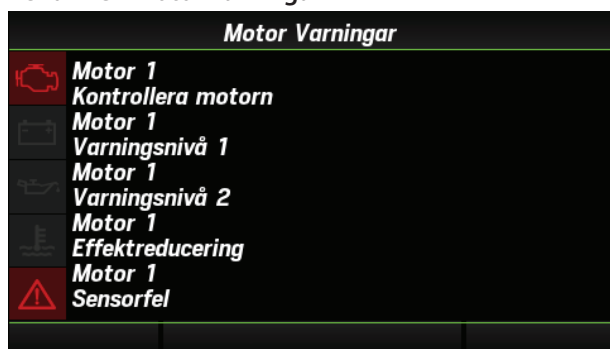 Motor Varningar
Motor 1
Kontrollera motorn
Motor 1
Varningsnivå 1
Motor 1
Varningsnivå 2
Motor 1
Effektreducering
Motor 1
Sensorfel